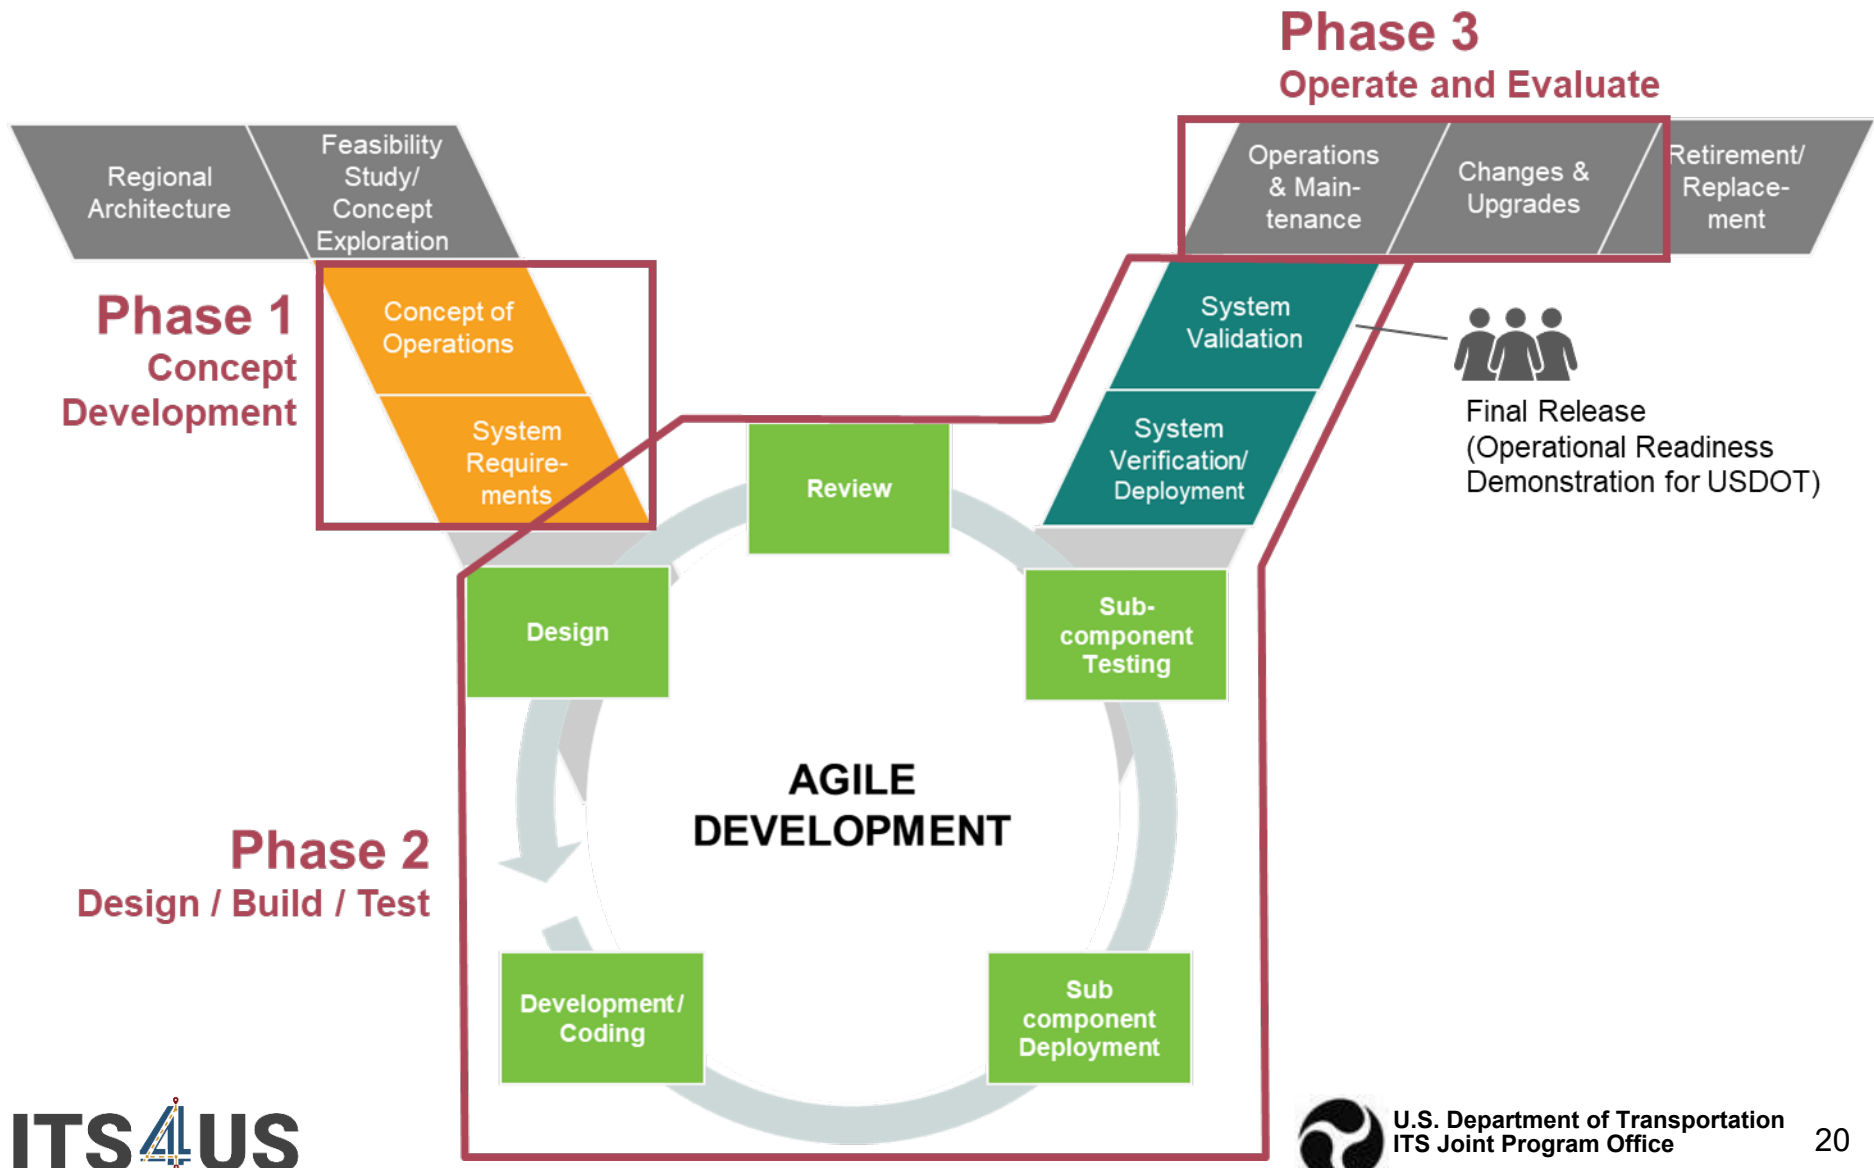 Phase 3
Operate and Evaluate
Regional
Architecture
Feasibility
Study/
Concept
Exploration
Operations
& Main-
tenance
Changes &
Upgrades
Retirement/
Replace-
ment
Phase 1
Concept
Development
Concept of
Operations
System
Require-
ments
System
Validation
System
Verification/
Deployment
Final Release
(Operational Readiness
Demonstration for USDOT)
Review
Design
Sub-
component
Testing
AGILE
DEVELOPMENT
Phase 2
Design / Build / Test
Development/
Coding
Sub
component
Deployment
ITS4US
U.S. Department of Transportation
ITS Joint Program Office
20